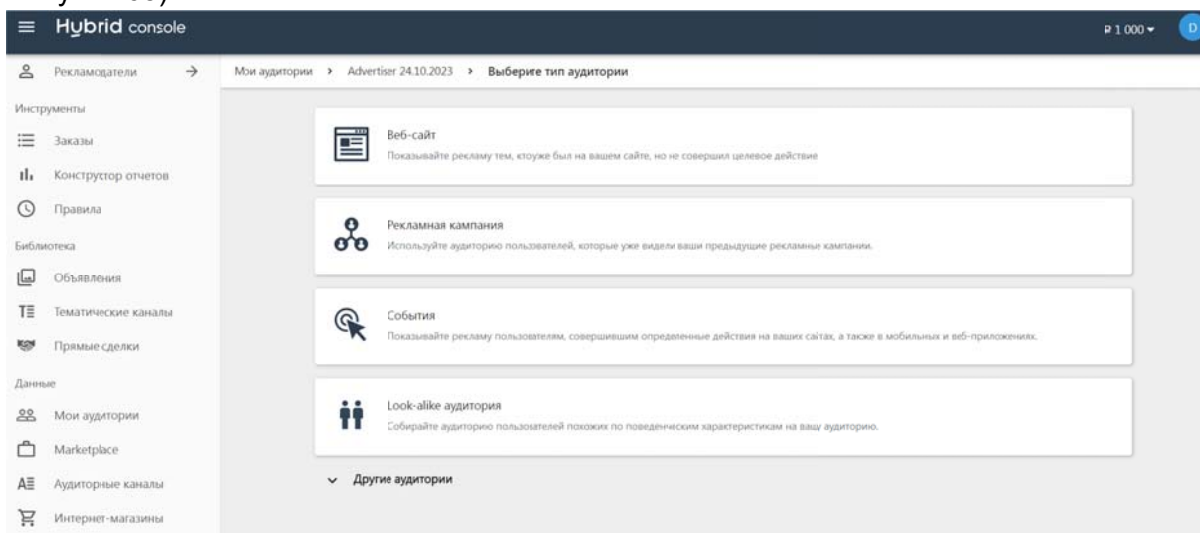 Hybrid console
₽ 1 000
D
Рекламодатели
Мои аудитории > Advertiser 24.10.2023 > Выберите тип аудитории
Инструменты
Заказы
Конструктор отчетов
Правила
Библиотека
Объявления
Тематические каналы
Прямые сделки
Данные
Мои аудитории
Marketplace
Аудиторные каналы
Интернет-магазины
Веб-сайт
Показывайте рекламу тем, ктоуже был на вашем сайте, но не совершил целевое действие
Рекламная кампания
Используйте аудиторию пользователей, которые уже видели ваши предыдущие рекламные кампании.
События
Показывайте рекламу пользователям, совершившим определенные действия на ваших сайтах, а также в мобильных и веб-приложениях.
Look-alike аудитория
Собирайте аудиторию пользователей похожих по поведенческим характеристикам на вашу аудиторию.
Другие аудитории